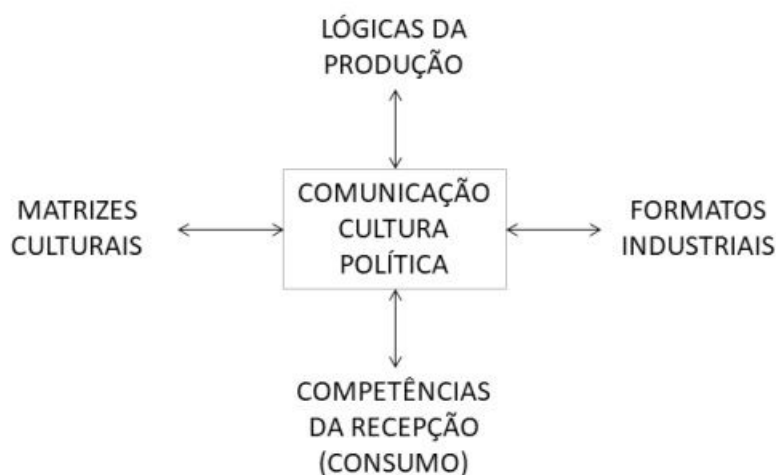 LÓGICAS DA
PRODUÇÃO
MATRIZES
CULTURAIS
COMUNICAÇÃO
CULTURA
POLÍTICA
FORMATOS
INDUSTRIAIS
COMPETÊNCIAS
DA RECEPÇÃO
(CONSUMO)